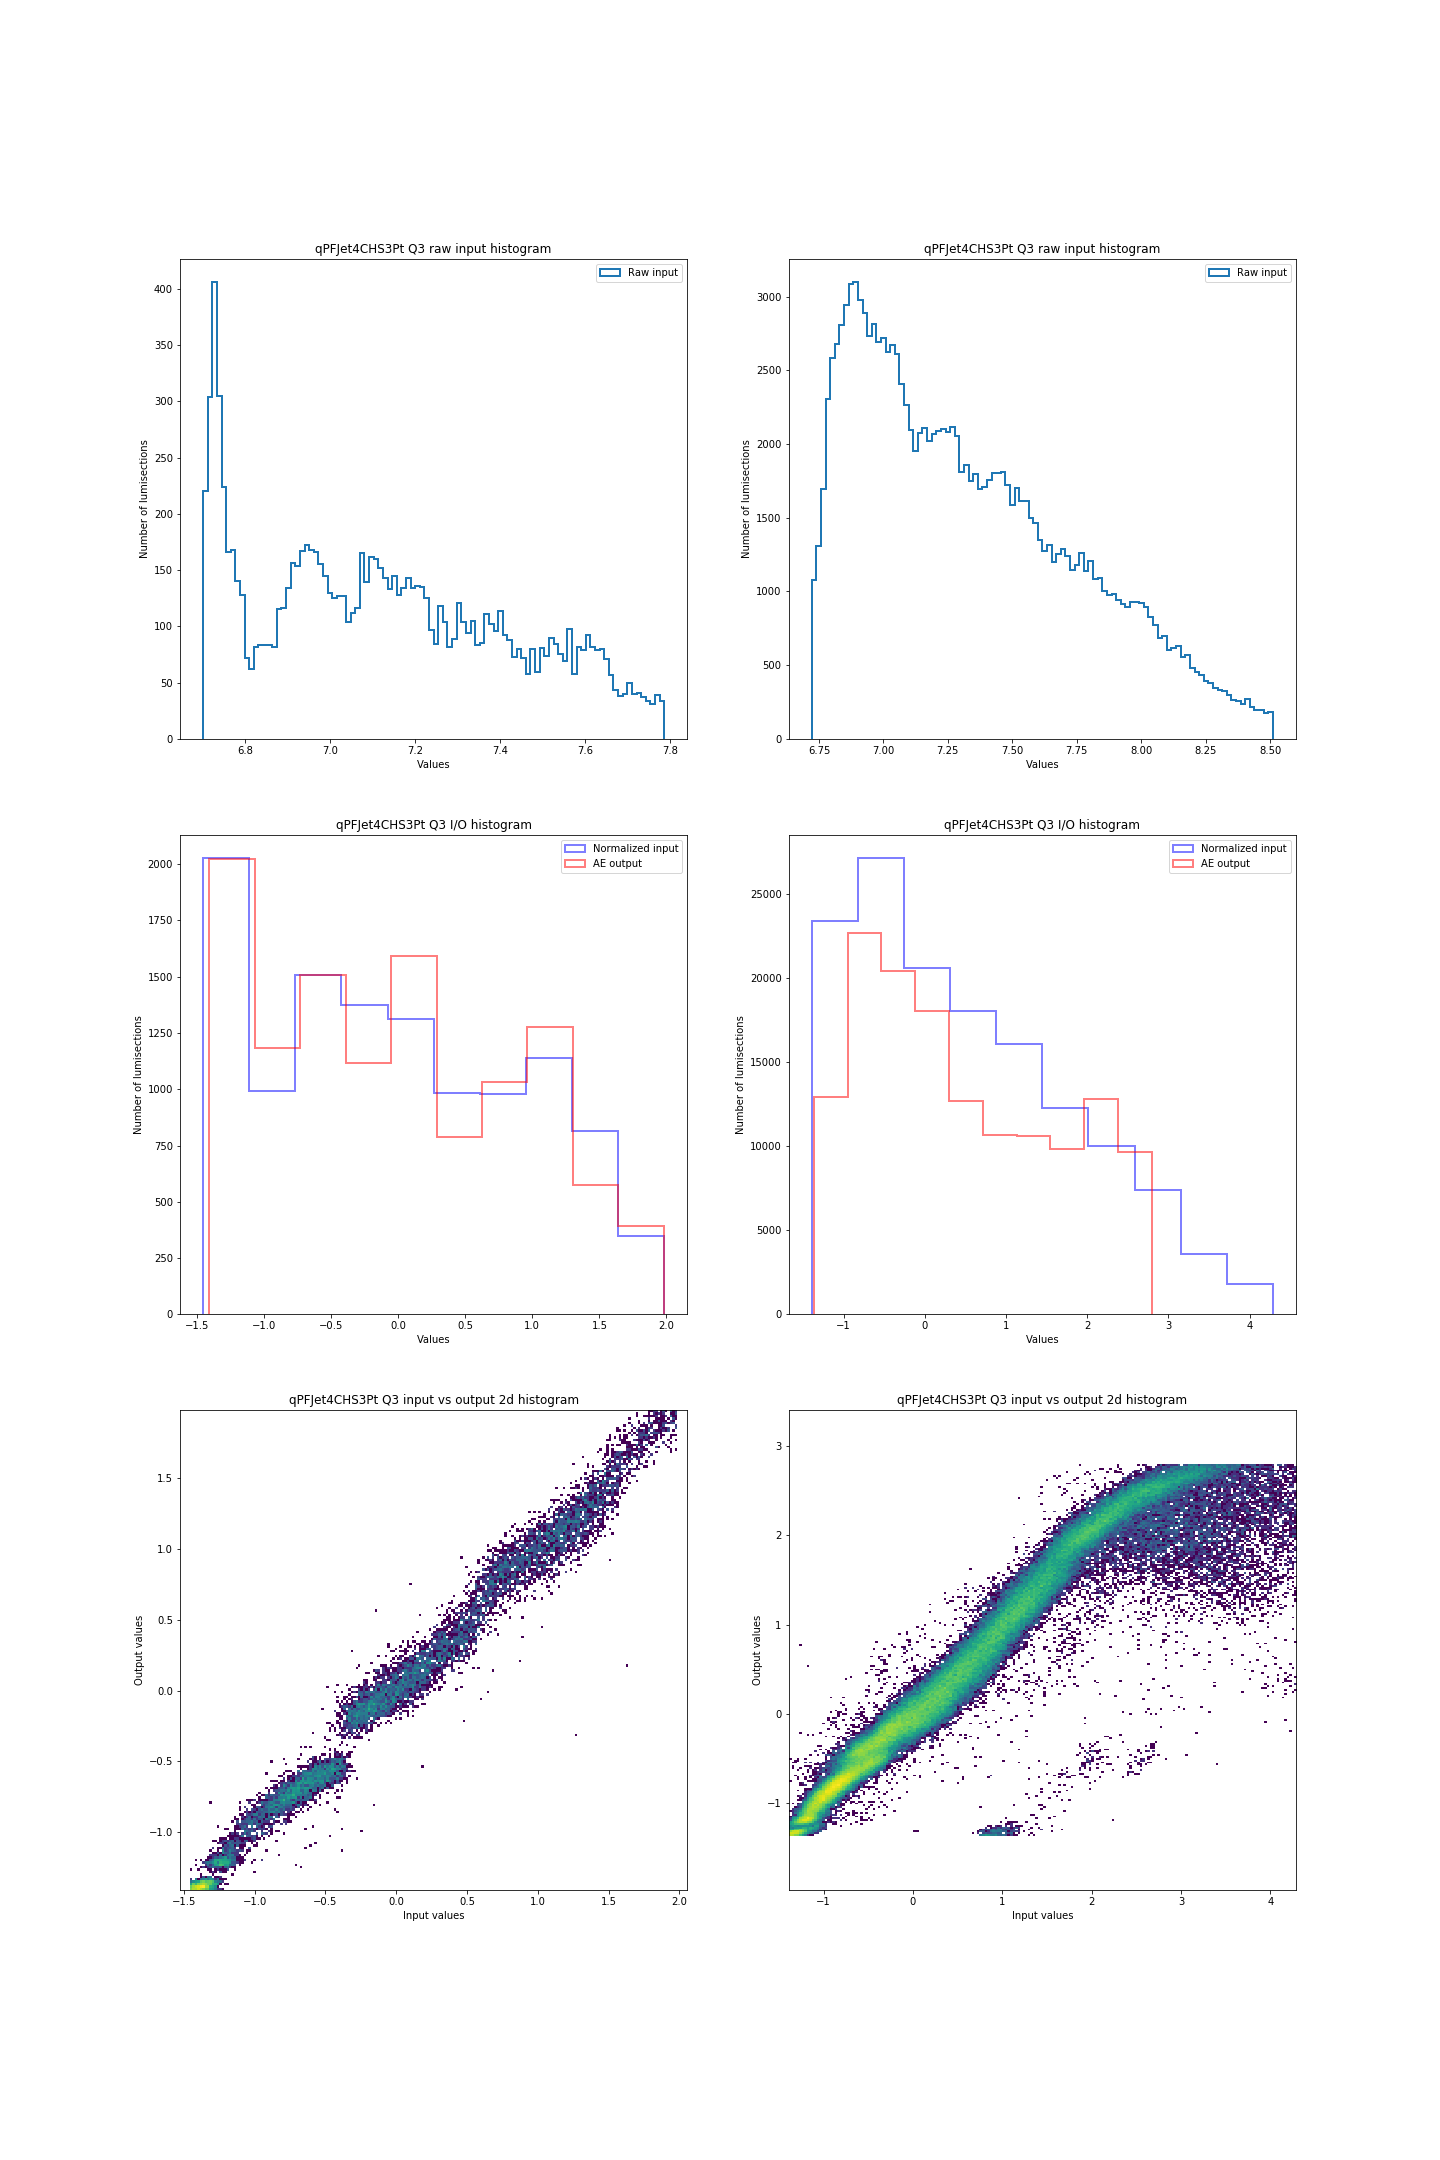 qPFJet4CHS3Pt Q3 raw input histogram
Raw input
400
350
300
250
200
150
100
50
0
Number of lumisections
6.8 7.0 7.2 7.4 7.6 7.8
Values
qPFJet4CHS3Pt Q3 raw input histogram
Raw input
3000
2500
2000
1500
1000
500
0
Number of lumisections
6.75 7.00 7.25 7.50 7.75 8.00 8.25 8.50
Values
qPFJet4CHS3Pt Q3 I/O histogram
Normalized input
AE output
2000
1750
1500
1250
1000
750
500
250
0
Number of lumisections
−1.5 −1.0 −0.5 0.0 0.5 1.0 1.5 2.0
Values
qPFJet4CHS3Pt Q3 I/O histogram
Normalized input
AE output
25000
20000
15000
10000
5000
0
Number of lumisections
−1 0 1 2 3 4
Values
qPFJet4CHS3Pt Q3 input vs output 2d histogram
1.5
1.0
0.5
0.0
−0.5
−1.0
Output values
−1.5 −1.0 −0.5 0.0 0.5 1.0 1.5 2.0
Input values
qPFJet4CHS3Pt Q3 input vs output 2d histogram
3
2
1
0
−1
Output values
−1 0 1 2 3 4
Input values